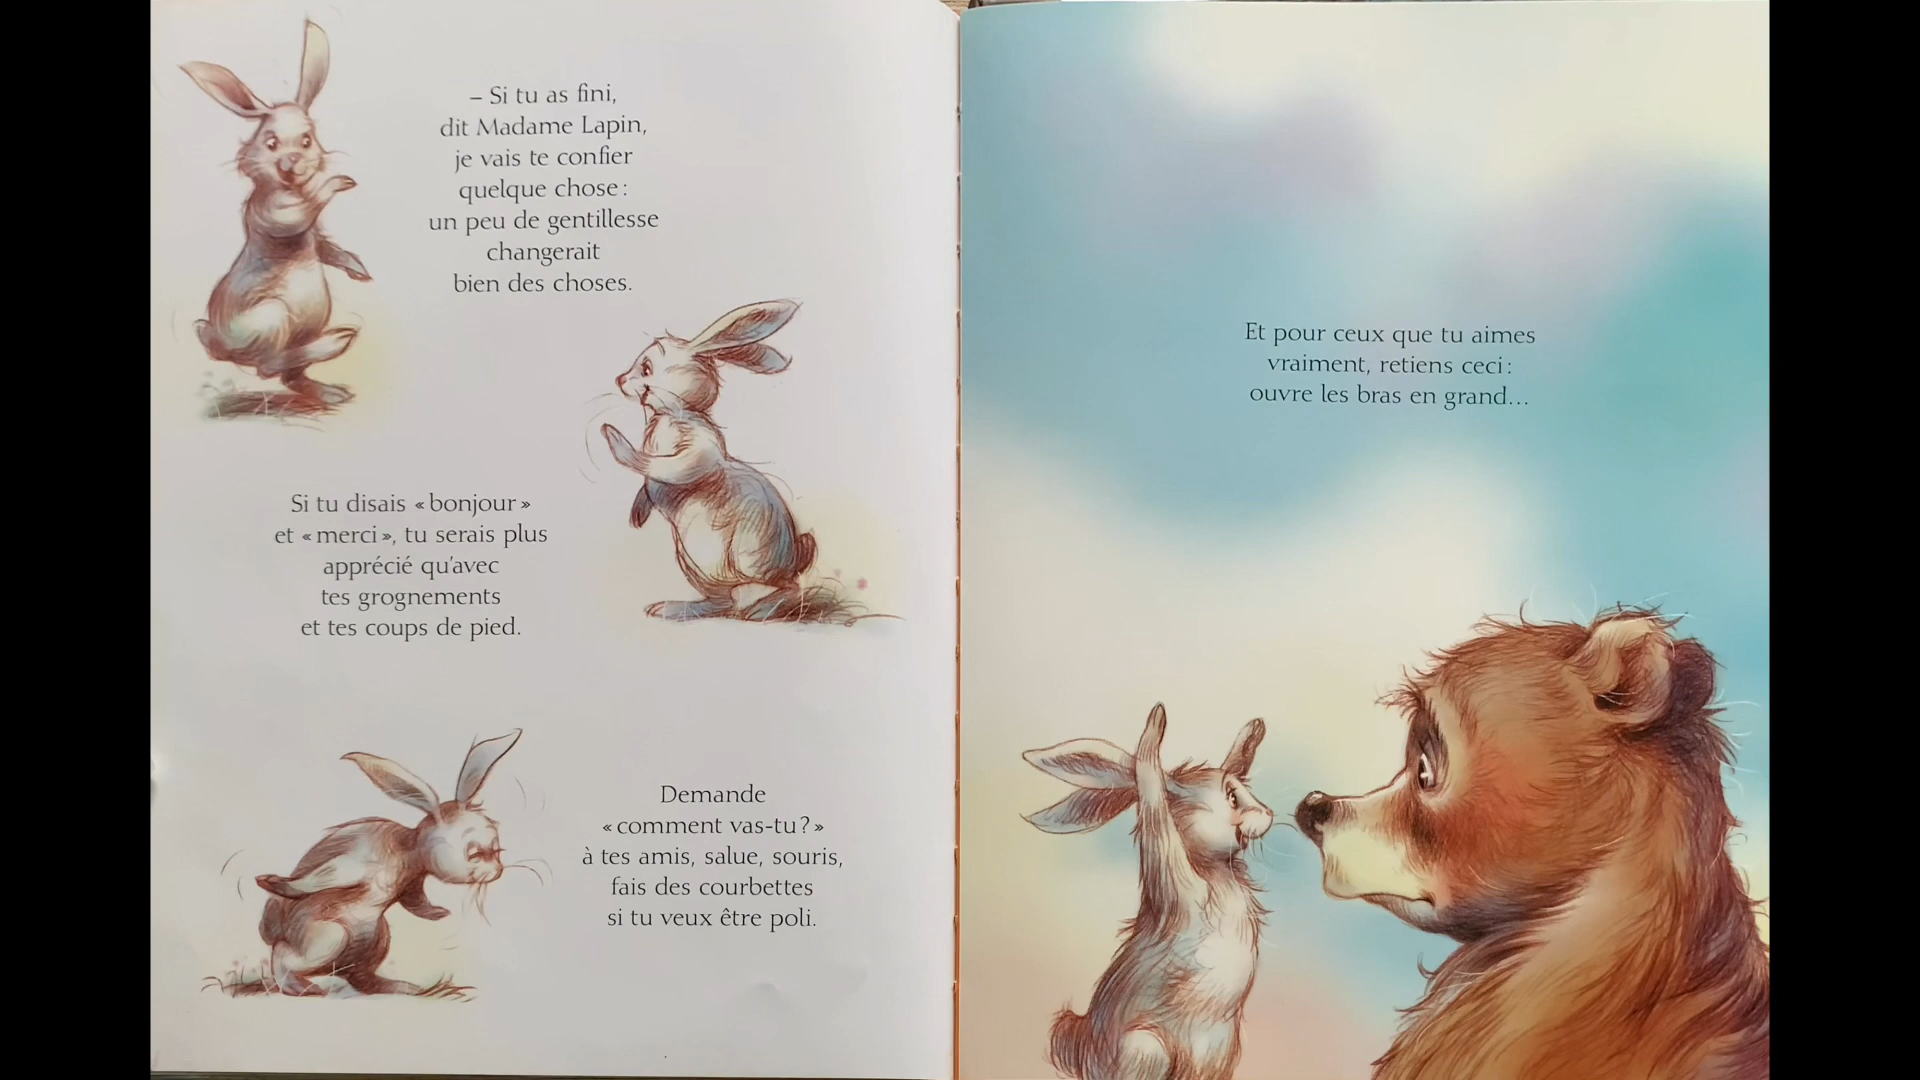 – Si tu as fini,
dit Madame Lapin,
je vais te confier
quelque chose :
un peu de gentillesse
changerait
bien des choses.
Si tu disais « bonjour »
et « merci », tu serais plus
apprécié qu'avec
tes grognements
et tes coups de pied.
Demande
« comment vas-tu ? »
à tes amis, salue, souris,
fais des courbettes
si tu veux être poli.
Et pour ceux que tu aimes
vraiment, retiens ceci :
ouvre les bras en grand...